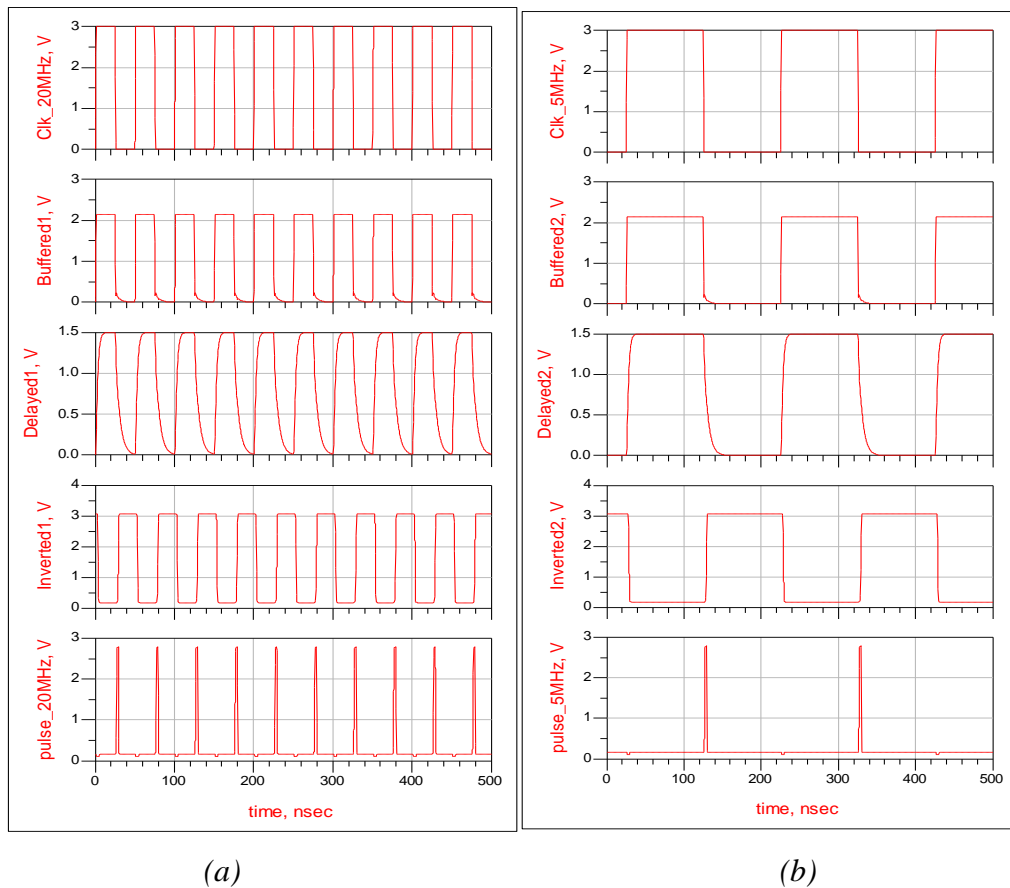 Clk_20MHz, V
3
2
1
0
Buffered1, V
3
2
1
0
Delayed1, V
1.5
1.0
0.5
0.0
Inverted1, V
4
3
2
1
0
pulse_20MHz, V
3
2
1
0
0 100 200 300 400 500
time, nsec
(a)
Clk_5MHz, V
3
2
1
0
Buffered2, V
3
2
1
0
Delayed2, V
1.5
1.0
0.5
0.0
Inverted2, V
4
3
2
1
0
pulse_5MHz, V
3
2
1
0
0 100 200 300 400 500
time, nsec
(b)